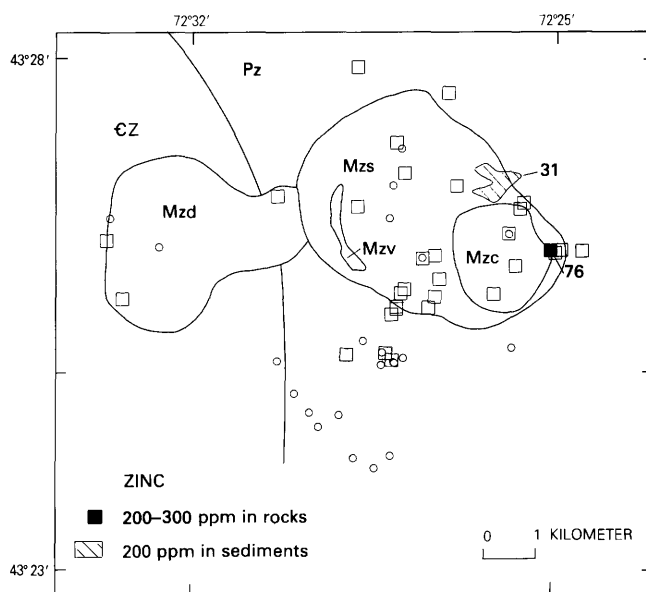 72°32' 72°25'
43°28'
Pz
ЄZ
Mzs
31
Mzd
Mzv
Mzc
76
ZINC
200–300 ppm in rocks
0 1 KILOMETER
200 ppm in sediments
43°23'